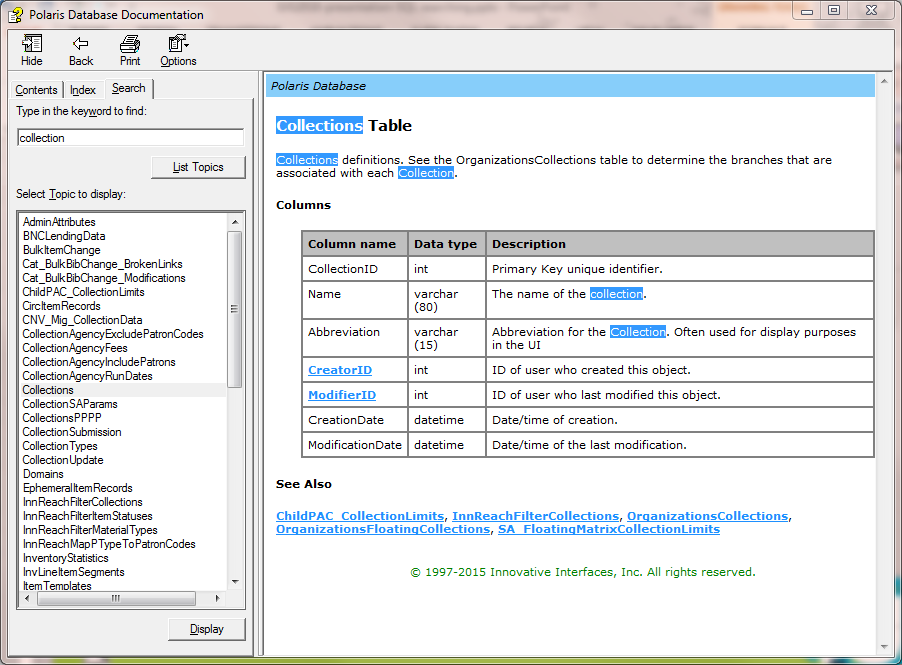 Polaris Database Documentation
Hide Back Print Options
Contents Index Search
Type in the keyword to find:
collection
List Topics
Select Topic to display:
AdminAttributes
BNCLendingData
BulkItemChange
Cat_BulkBibChange_BrokenLinks
Cat_BulkBibChange_Modifications
ChildPAC_CollectionLimits
CircItemRecords
CNV_Mig_CollectionData
CollectionAgencyExcludePatronCodes
CollectionAgencyFees
CollectionAgencyIncludePatrons
CollectionAgencyRunDates
Collections
CollectionSAParams
CollectionsPPPP
CollectionSubmission
CollectionTypes
CollectionUpdate
Domains
EphemeralItemRecords
InnReachFilterCollections
InnReachFilterItemStatuses
InnReachFilterMaterialTypes
InnReachMapPTypeToPatronCodes
InventoryStatistics
InvLineItemSegments
ItemTemplates
Display
Polaris Database
Collections Table
Collections definitions. See the OrganizationsCollections table to determine the branches that are
associated with each Collection.
Columns
Column name Data type Description
CollectionID int Primary Key unique identifier.
Name varchar The name of the collection.
(80)
Abbreviation varchar Abbreviation for the Collection. Often used for display purposes
(15) in the UI
CreatorID int ID of user who created this object.
ModifierID int ID of user who last modified this object.
CreationDate datetime Date/time of creation.
ModificationDate datetime Date/time of the last modification.
See Also
ChildPAC_CollectionLimits, InnReachFilterCollections, OrganizationsCollections,
OrganizationsFloatingCollections, SA_FloatingMatrixCollectionLimits
© 1997-2015 Innovative Interfaces, Inc. All rights reserved.